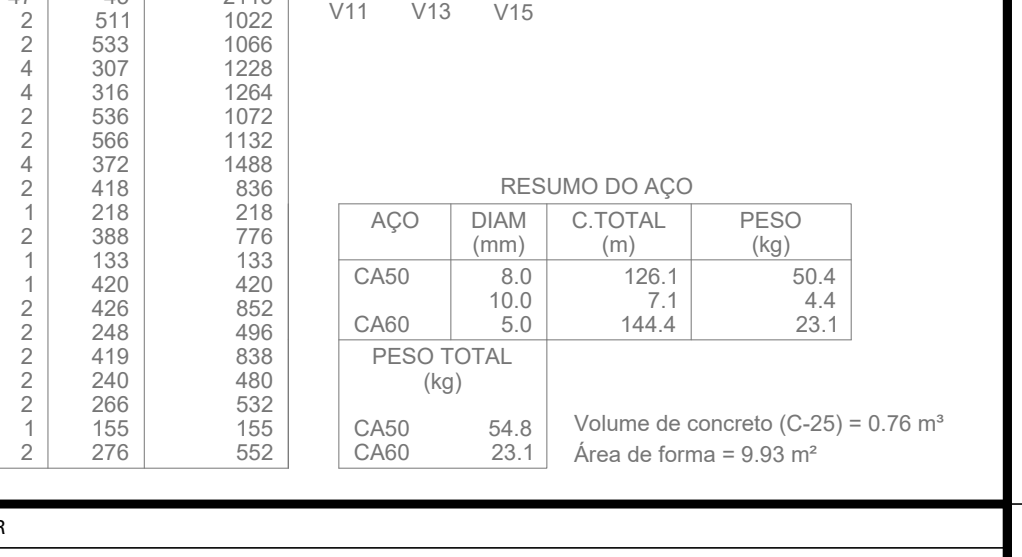 V11 V13 V15
2 511 1022
2 533 1066
4 307 1228
4 316 1264
2 536 1072
2 566 1132
4 372 1488
2 418 836
1 218 218
2 388 776
1 133 133
1 420 420
2 426 852
2 248 496
2 419 838
2 240 480
2 266 532
1 155 155
2 276 552
RESUMO DO AÇO
AÇO DIAM C.TOTAL PESO
(mm) (m) (kg)
CA50 8.0 126.1 50.4
10.0 7.1 4.4
CA60 5.0 144.4 23.1
PESO TOTAL
(kg)
CA50 54.8
CA60 23.1
Volume de concreto (C-25) = 0.76 m³
Área de forma = 9.93 m²